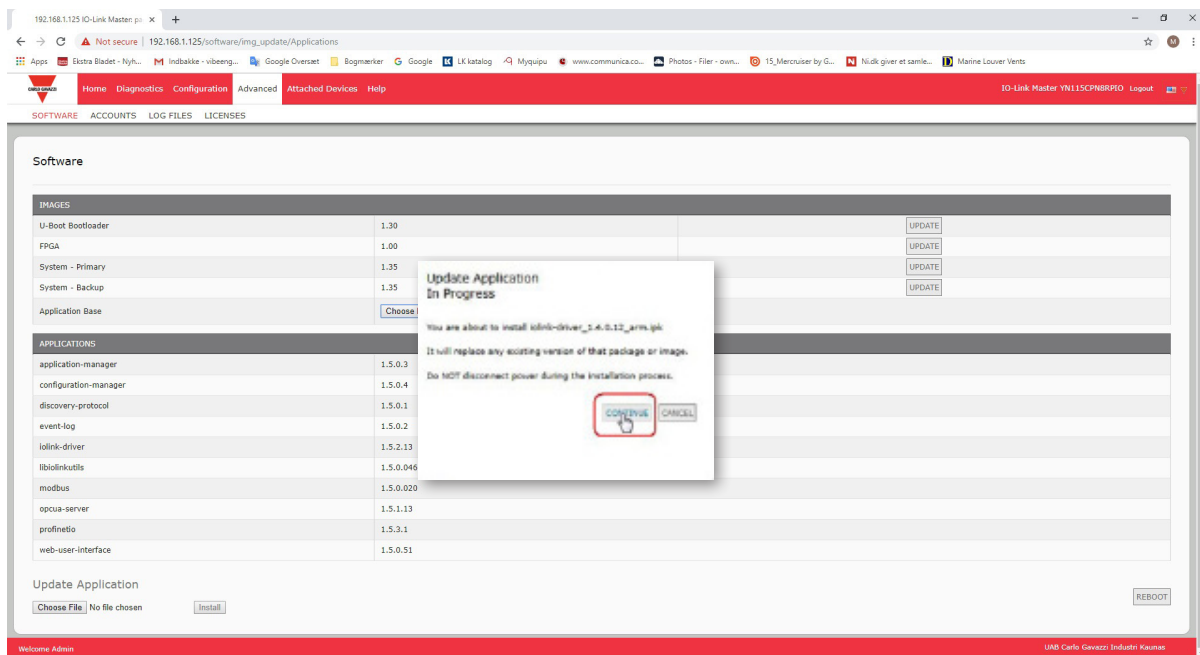 192.168.1.125 IO-Link Master: pa
Not secure 192.168.1.125/software/img_update/Applications
M
Apps Ekstra Bladet - Nyh... Indbakke - vibeeng... Google Oversæt Bogmærker Google LK katalog Myquipu www.communica.co... Photos - Filer - own... 15_Mercruiser by G... Ni.dk giver et samle... Marine Louver Vents
CARLO GAVAZZI Home Diagnostics Configuration Advanced Attached Devices Help IO-Link Master YN115CPN8RPIO Logout
SOFTWARE ACCOUNTS LOG FILES LICENSES
Software
IMAGES
U-Boot Bootloader 1.30 UPDATE
FPGA 1.00 UPDATE
System - Primary 1.35 UPDATE
System - Backup 1.35 UPDATE
Application Base Choose
APPLICATIONS
application-manager 1.5.0.3
configuration-manager 1.5.0.4
discovery-protocol 1.5.0.1
event-log 1.5.0.2
iolink-driver 1.5.2.13
libiolinkutils 1.5.0.046
modbus 1.5.0.020
opcua-server 1.5.1.13
profinetio 1.5.3.1
web-user-interface 1.5.0.51
Update Application
In Progress
You are about to install iolink-driver_1.4.0.12_arm.ipk
It will replace any existing version of that package or image.
Do NOT disconnect power during the installation process.
CONTINUE CANCEL
Update Application
Choose File No file chosen Install
REBOOT
Welcome Admin UAB Carlo Gavazzi Industri Kaunas